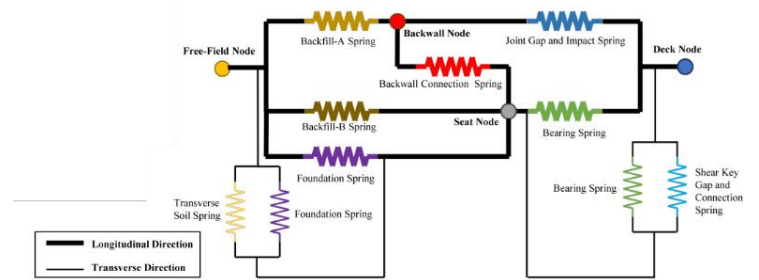 Backfill-A Spring
Backwall Node
Joint Gap and Impact Spring
Free-Field Node
Deck Node
Backwall Connection Spring
Seat Node
Backfill-B Spring
Bearing Spring
Foundation Spring
Transverse
Soil Spring
Foundation Spring
Bearing Spring
Shear Key
Gap and
Connection
Spring
Longitudinal Direction
Transverse Direction